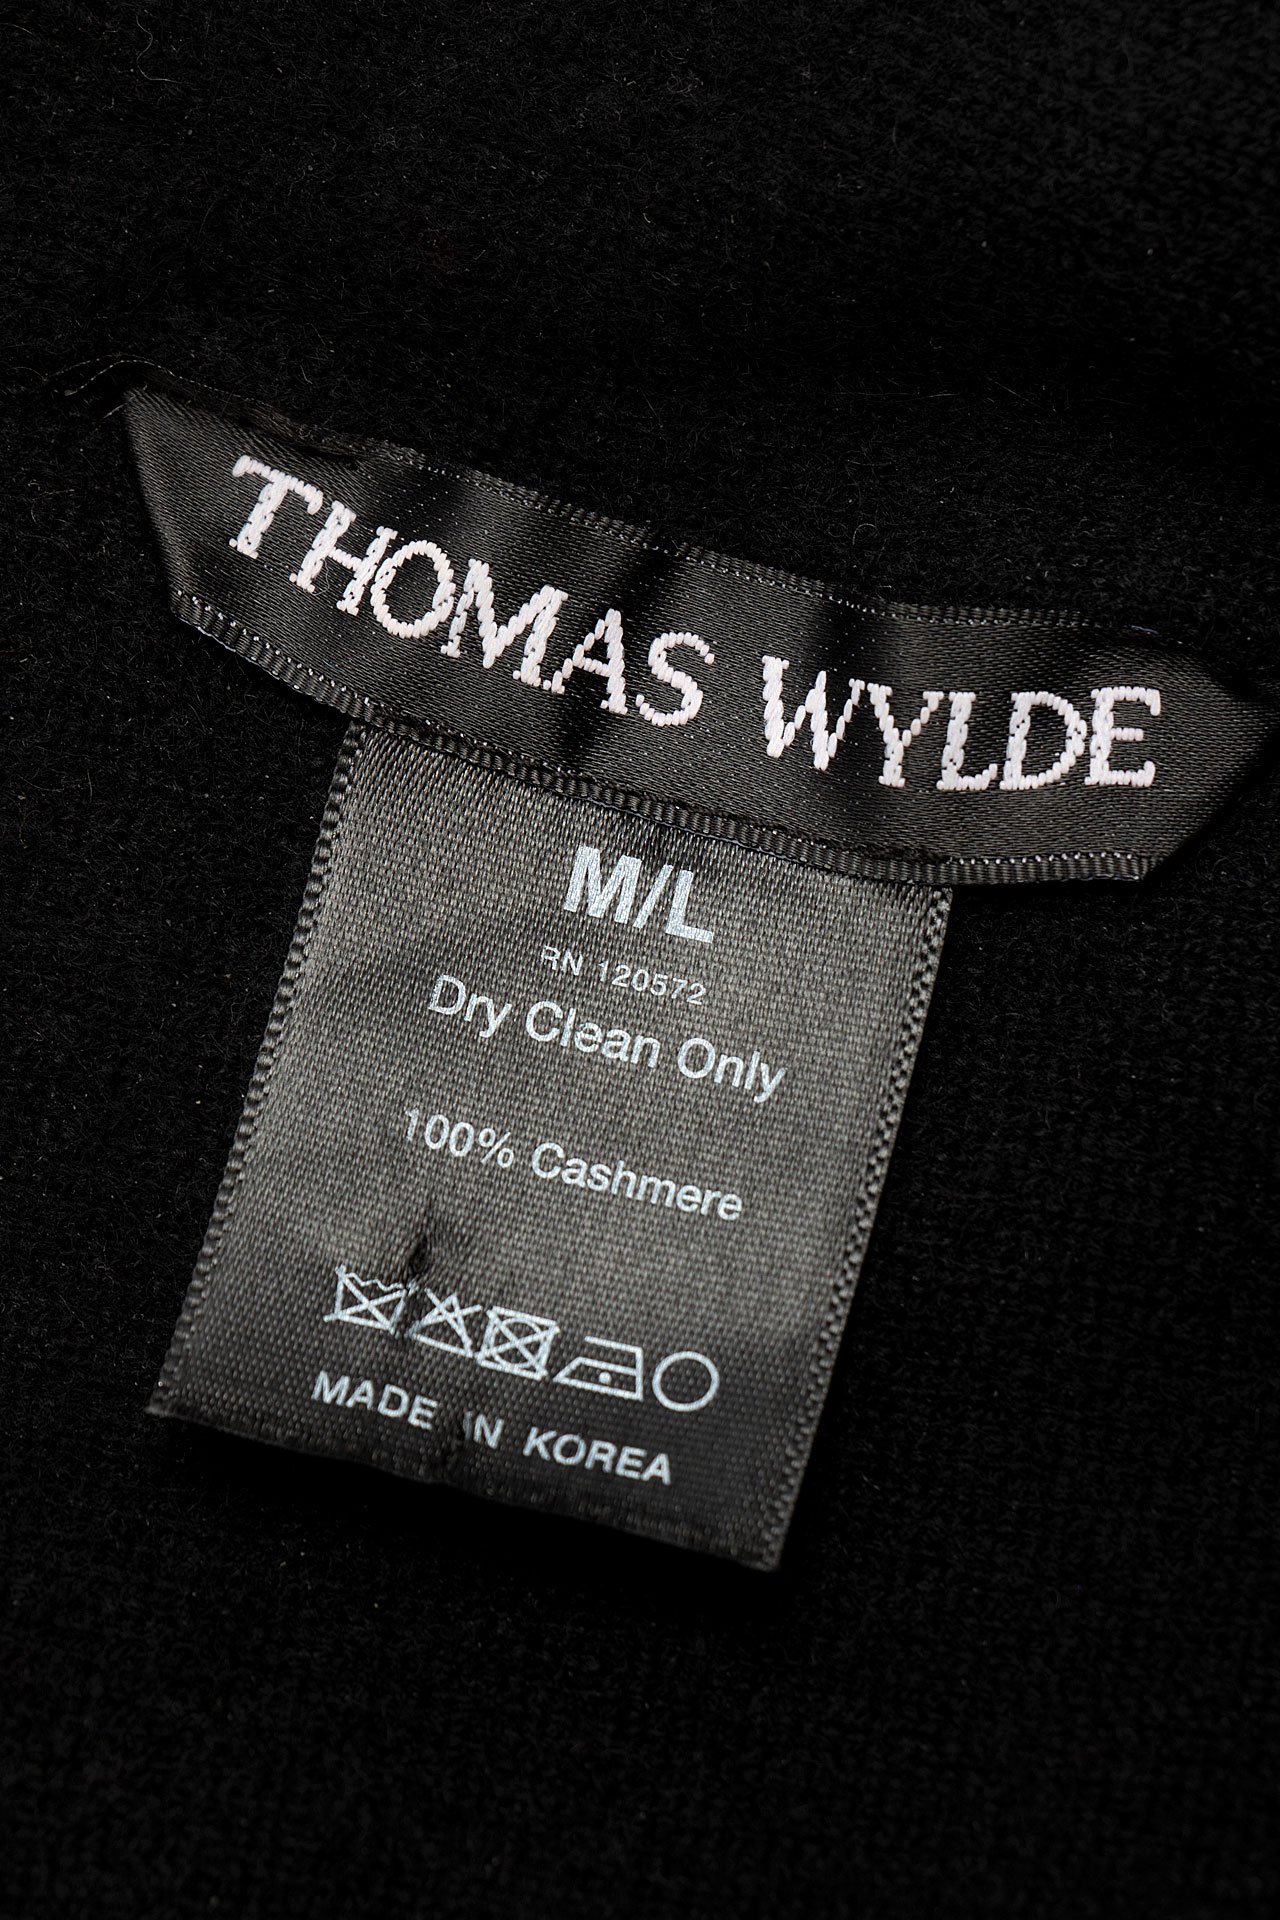 THOMAS WYLDE
M/L
RN 120572
Dry Clean Only
100% Cashmere
MADE IN KOREA